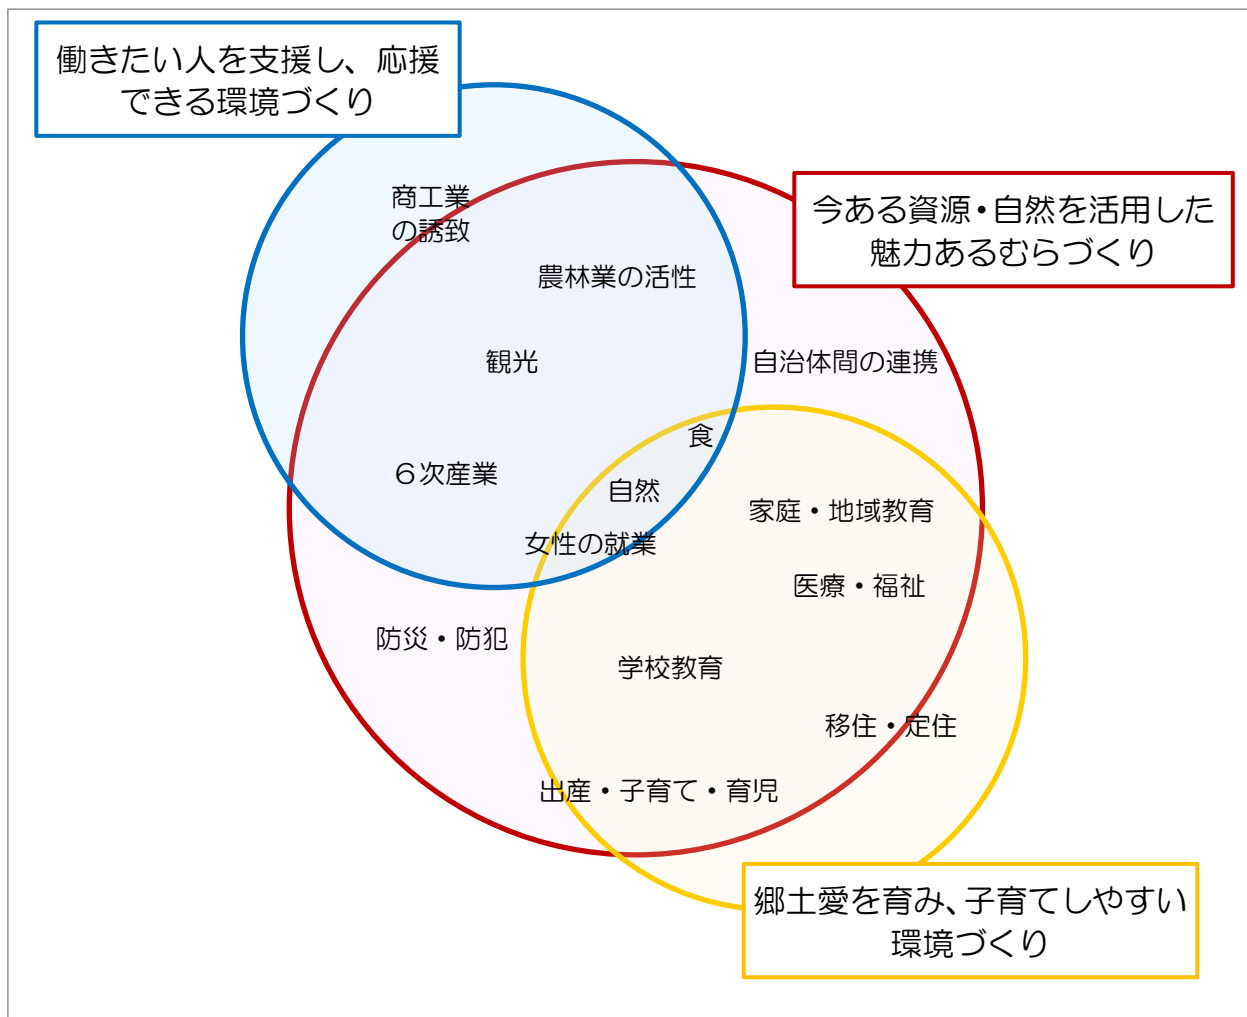 働きたい人を支援し、応援
できる環境づくり
商工業
の誘致
今ある資源・自然を活用した
魅力あるむらづくり
農林業の活性
観光
自治体間の連携
食
６次産業
自然
家庭・地域教育
女性の就業
医療・福祉
防災・防犯
学校教育
移住・定住
出産・子育て・育児
郷土愛を育み、子育てしやすい
環境づくり